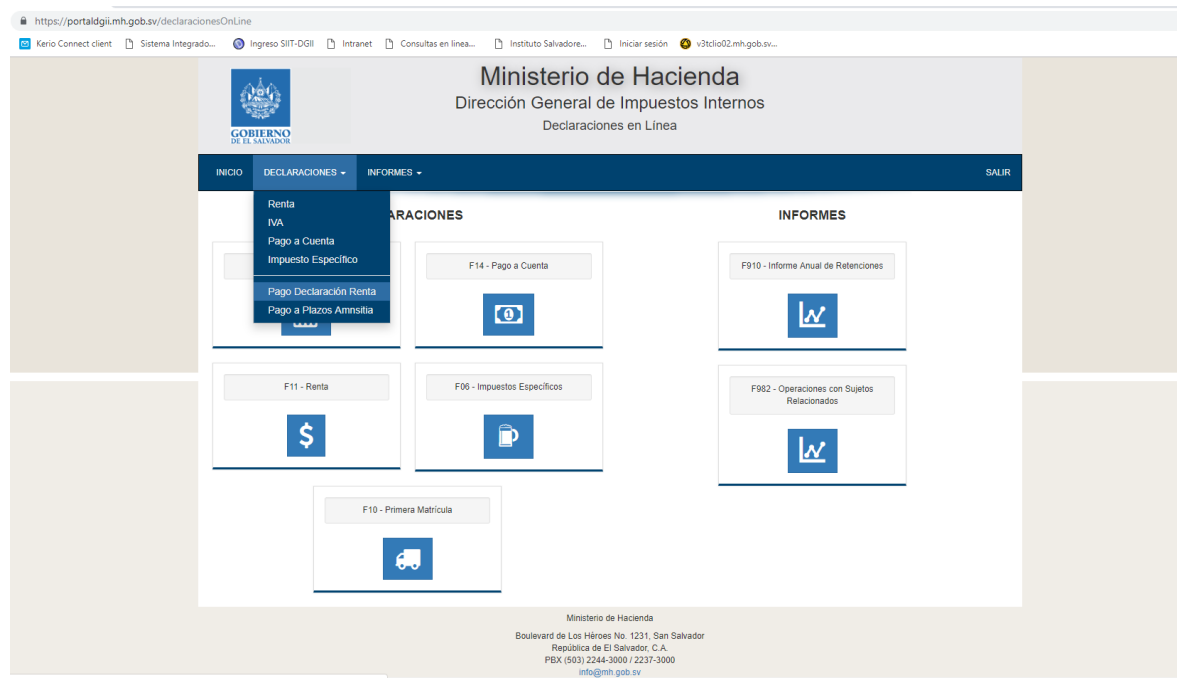 https://portaldgii.mh.gob.sv/declaracionesOnLine
Kerio Connect client Sistema Integrado... Ingreso SIIT-DGII Intranet Consultas en linea... Instituto Salvadore... Iniciar sesión v3tclio02.mh.gob.sv...
GOBIERNO
DE EL SALVADOR
Ministerio de Hacienda
Dirección General de Impuestos Internos
Declaraciones en Línea
INICIO DECLARACIONES INFORMES SALIR
Renta
IVA
Pago a Cuenta
Impuesto Específico
Pago Declaración Renta
Pago a Plazos Amnsitia
ARACIONES
F14 - Pago a Cuenta
F11 - Renta
F06 - Impuestos Específicos
F10 - Primera Matrícula
INFORMES
F910 - Informe Anual de Retenciones
F982 - Operaciones con Sujetos
Relacionados
Ministerio de Hacienda
Boulevard de Los Héroes No. 1231, San Salvador
República de El Salvador, C.A.
PBX (503) 2244-3000 / 2237-3000
info@mh.gob.sv